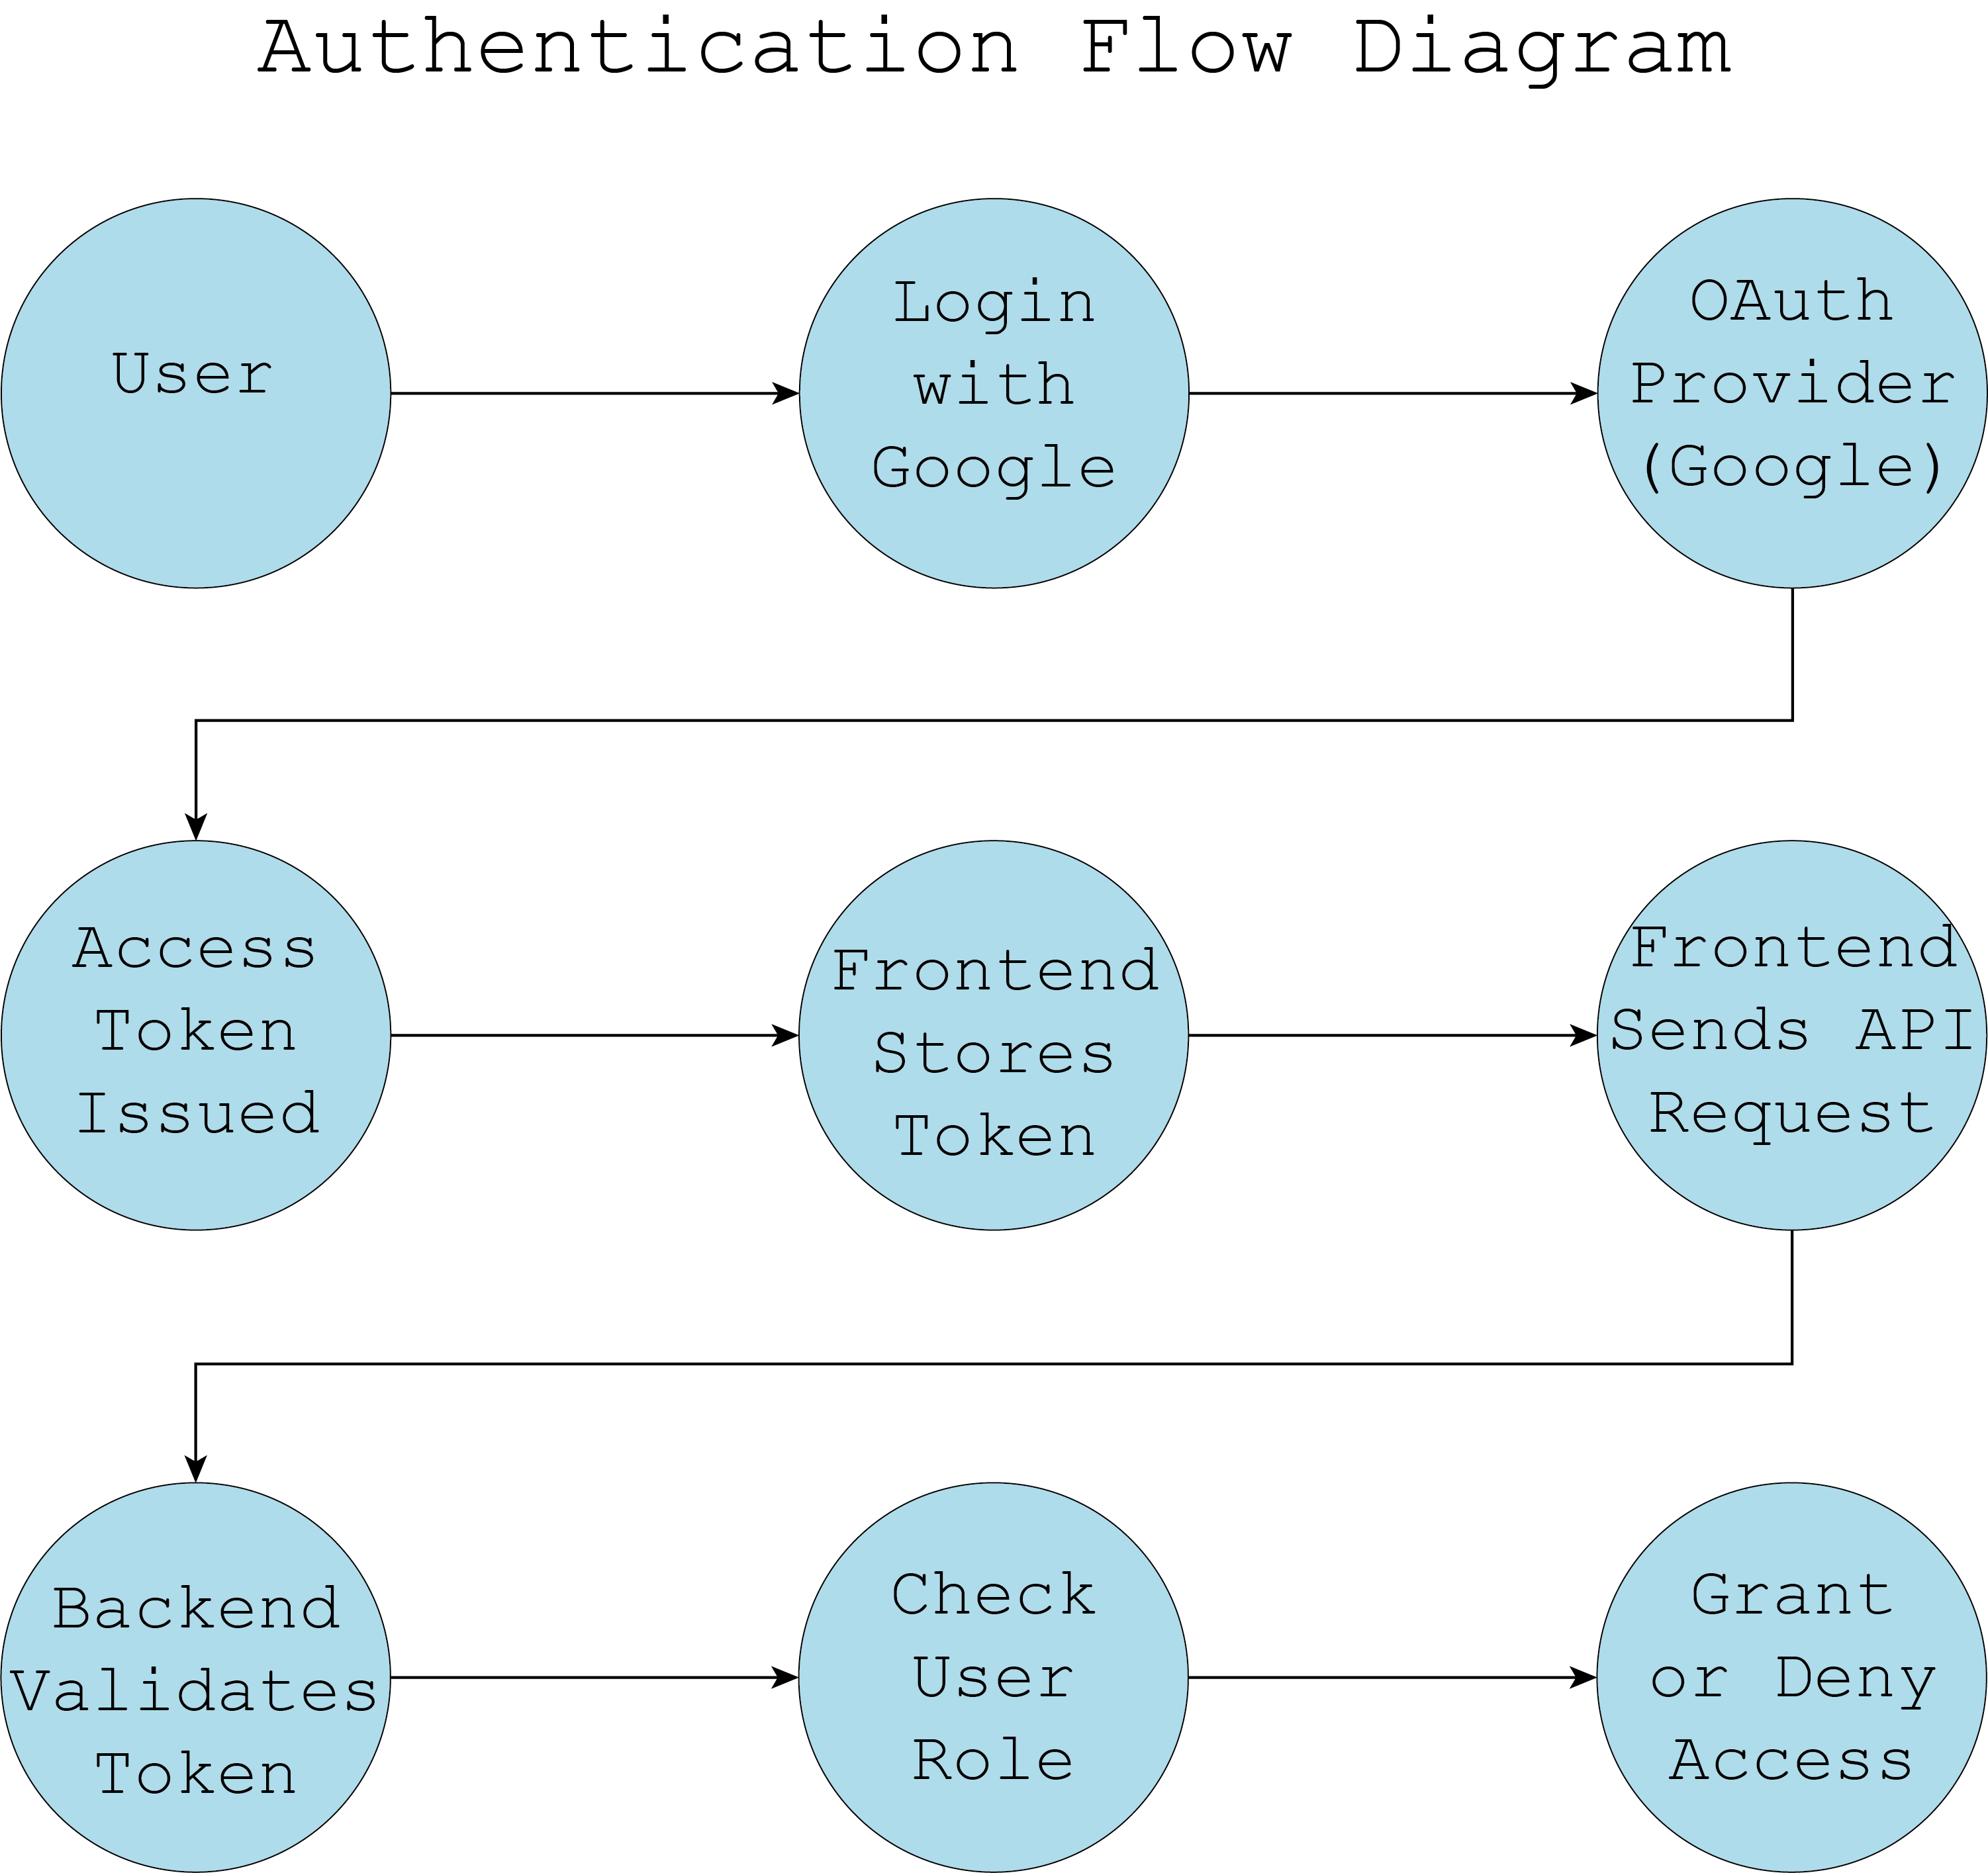 Authentication Flow Diagram
User
Login
with
Google
OAuth
Provider
(Google)
Access
Token
Issued
Frontend
Stores
Token
Frontend
Sends API
Request
Backend
Validates
Token
Check
User
Role
Grant
or Deny
Access